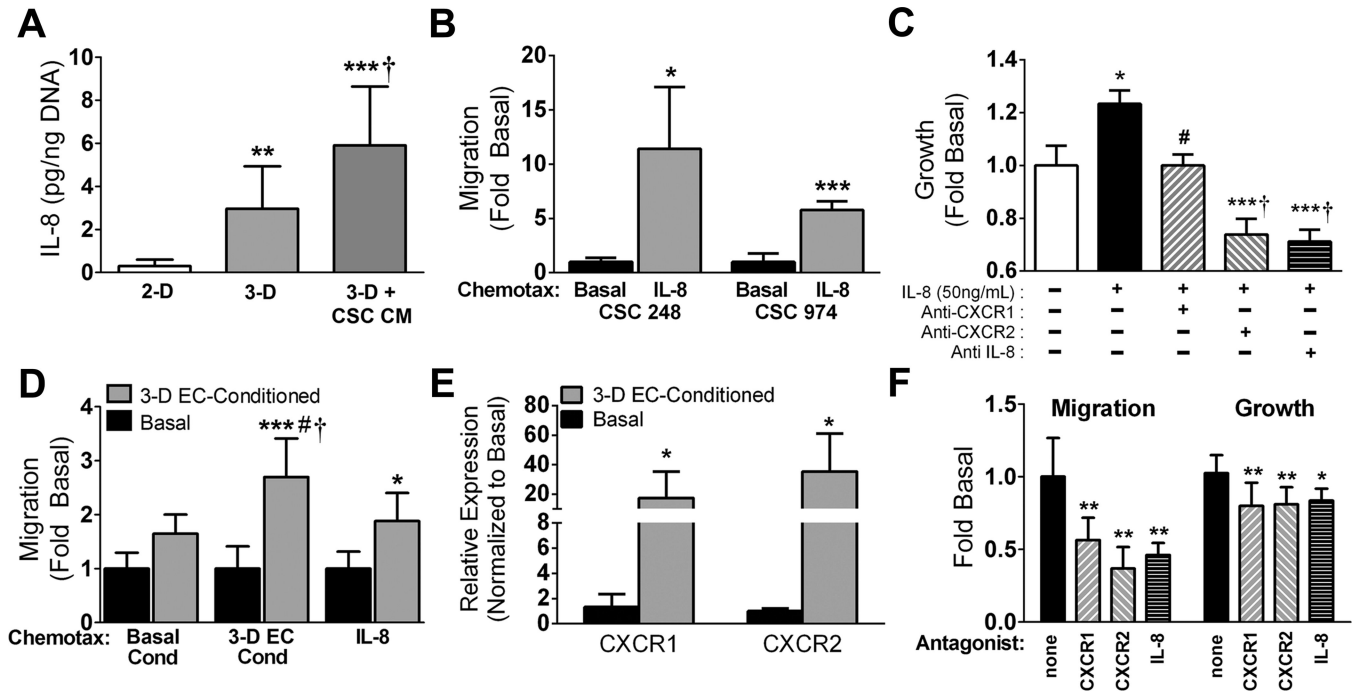 A
IL-8 (pg/ng DNA)
10
8
6
4
2
0
**
***†
2-D
3-D
3-D +
CSC CM
B
Migration
(Fold Basal)
20
15
10
5
0
*
***
Chemotax: Basal IL-8 Basal IL-8
CSC 248 CSC 974
C
Growth
(Fold Basal)
1.4
1.2
1.0
0.8
0.6
*
#
***†
***†
IL-8 (50ng/mL) : - + + + +
Anti-CXCR1 : - - + - -
Anti-CXCR2 : - - - + -
Anti IL-8 : - - - - +
D
3-D EC-Conditioned
Basal
Migration
(Fold Basal)
4
3
2
1
0
***#†
*
Chemotax: Basal 3-D EC IL-8
Cond Cond
E
3-D EC-Conditioned
Basal
Relative Expression
(Normalized to Basal)
80
60
40
20
8
6
4
2
0
*
*
CXCR1 CXCR2
F
Migration Growth
Fold Basal
1.5
1.0
0.5
0.0
**
**
**
**
**
*
Antagonist: none CXCR1 CXCR2 IL-8 none CXCR1 CXCR2 IL-8